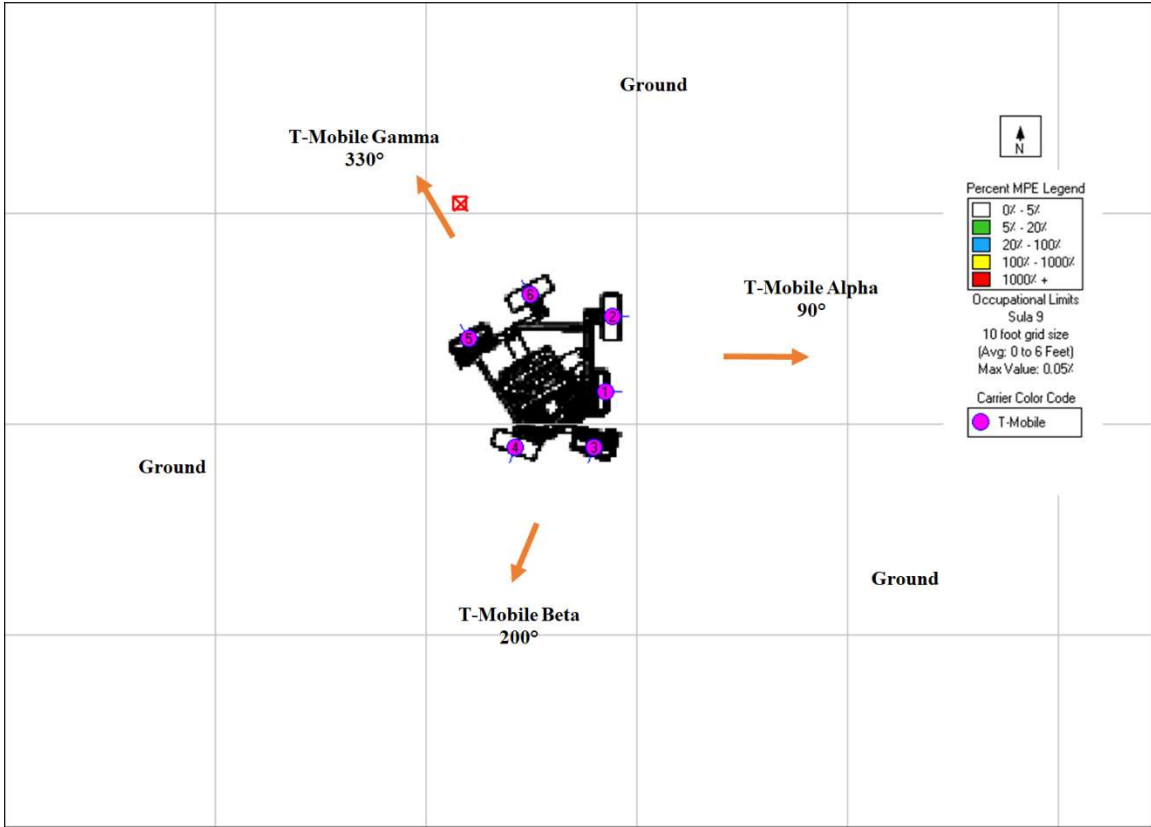 Ground
T-Mobile Gamma
330°
N
Percent MPE Legend
0% - 5%
5% - 20%
20% - 100%
100% - 1000%
1000% +
Occupational Limits
Sula 9
10 foot grid size
(Avg: 0 to 6 Feet)
Max Value: 0.05%
Carrier Color Code
T-Mobile
T-Mobile Alpha
90°
6
2
5
1
4
3
Ground
Ground
T-Mobile Beta
200°